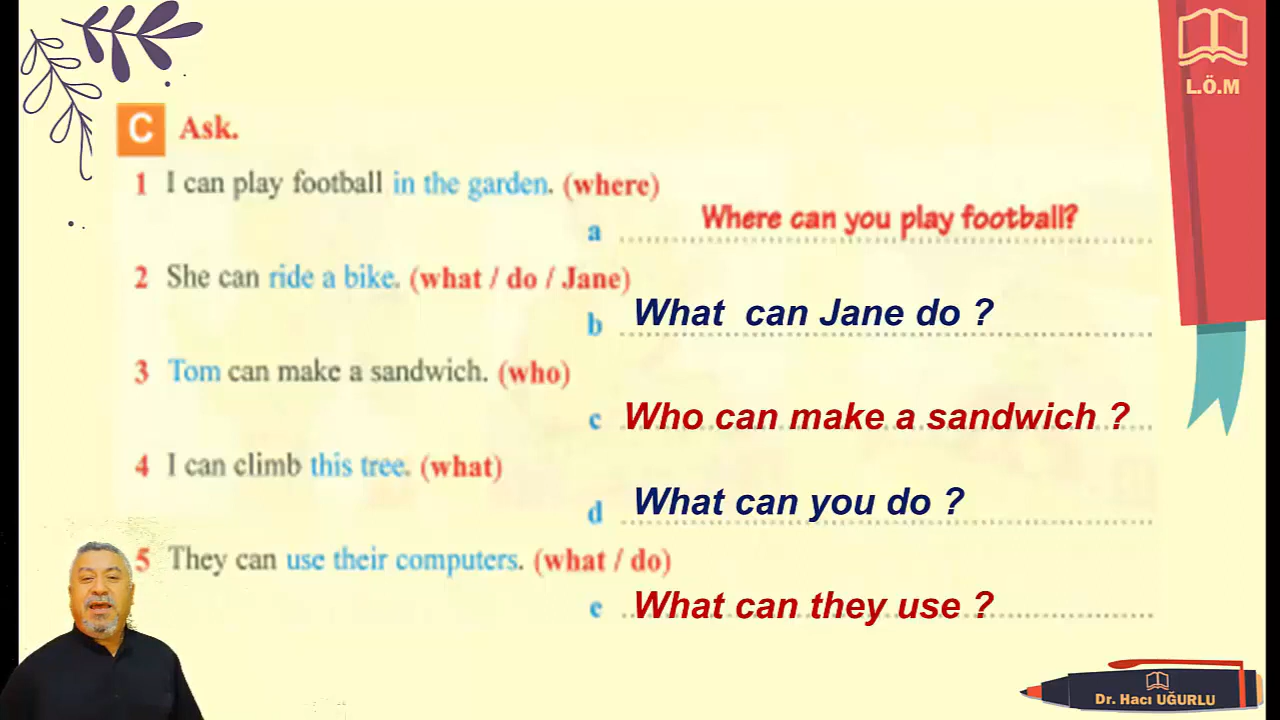 L.Ö.M
C Ask.
1 I can play football in the garden. (where)
a Where can you play football?
2 She can ride a bike. (what / do / Jane)
b What can Jane do ?
3 Tom can make a sandwich. (who)
c Who can make a sandwich ?
4 I can climb this tree. (what)
d What can you do ?
5 They can use their computers. (what / do)
e What can they use ?
Dr. Hacı UĞURLU